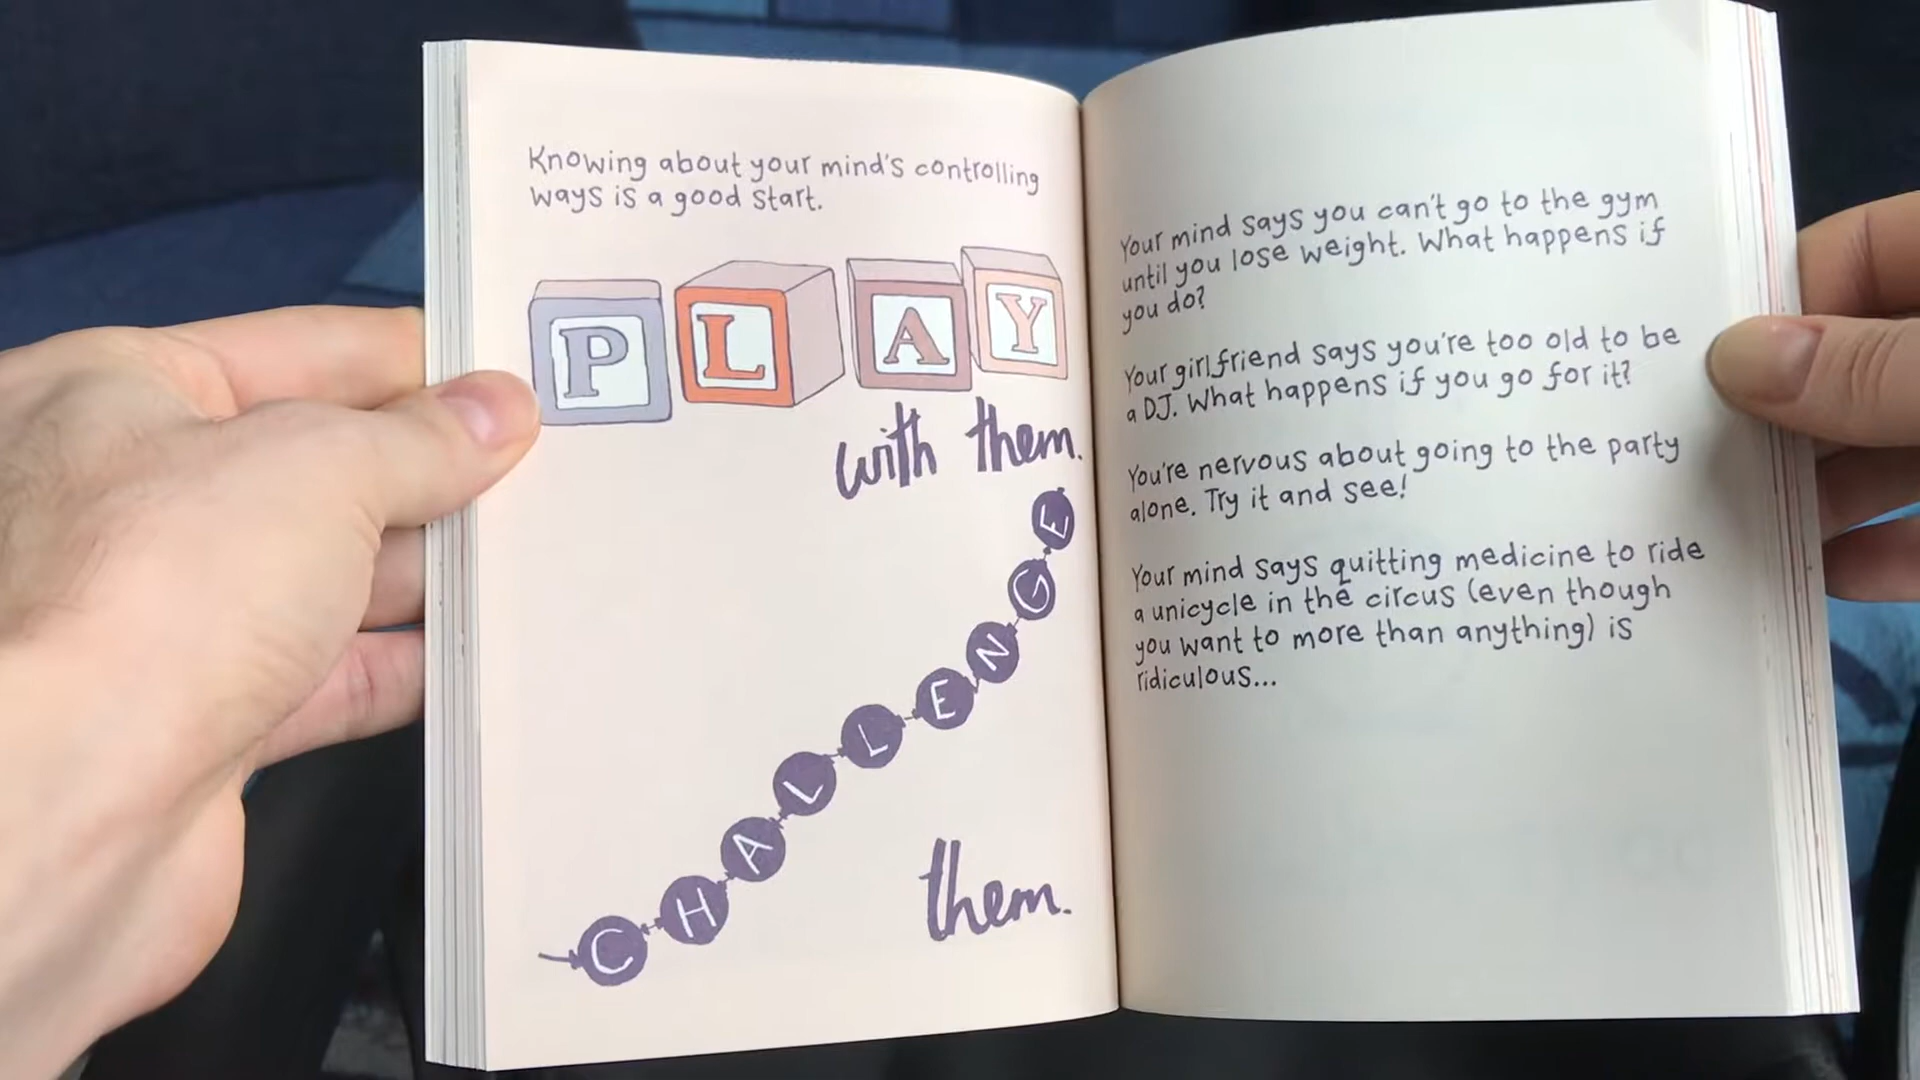 Knowing about your mind's controlling
ways is a good start.
PLAY
with them.
CHALLENGE
them.
Your mind says you can't go to the gym
until you lose weight. What happens if
you do?
Your girlfriend says you're too old to be
a DJ. What happens if you go for it?
You're nervous about going to the party
alone. Try it and see!
Your mind says quitting medicine to ride
a unicycle in the circus (even though
you want to more than anything) is
ridiculous...